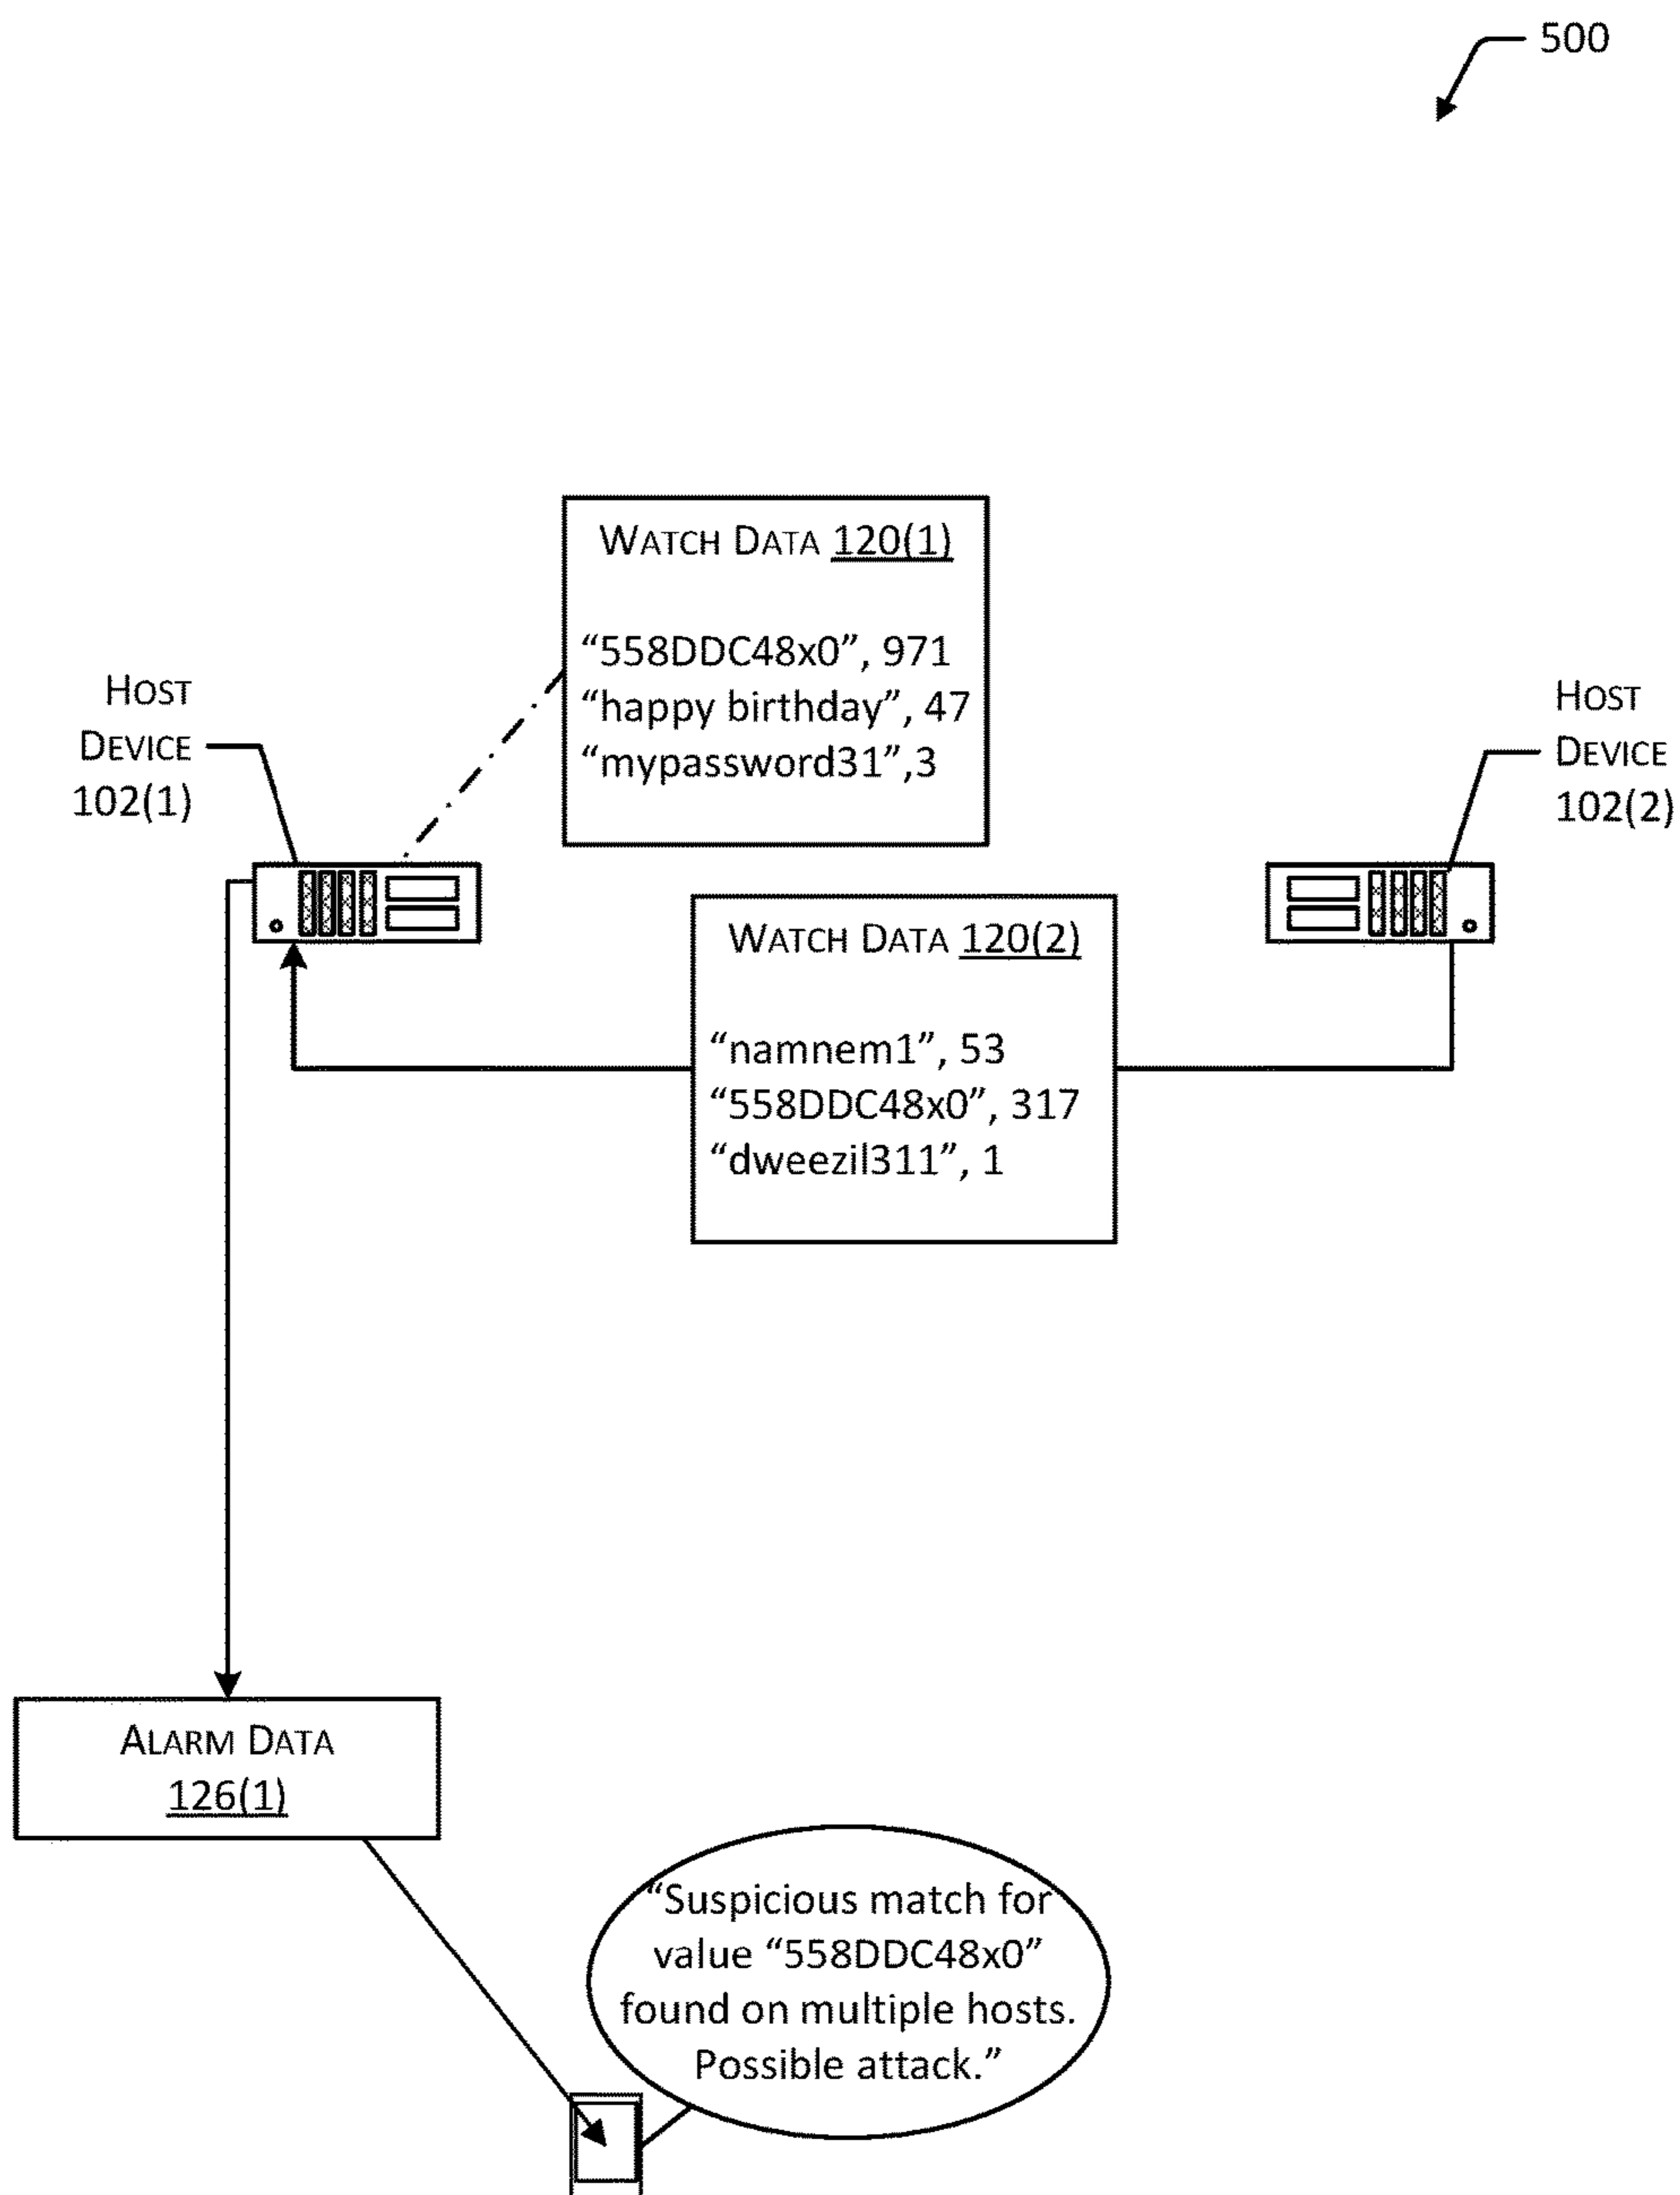 500
WATCH DATA 120(1)
“558DDC48x0”, 971
“happy birthday”, 47
“mypassword31”,3
HOST
DEVICE
102(1)
HOST
DEVICE
102(2)
WATCH DATA 120(2)
“namnem1”, 53
“558DDC48x0”, 317
“dweezil311”, 1
ALARM DATA
126(1)
“Suspicious match for
value “558DDC48x0”
found on multiple hosts.
Possible attack.”